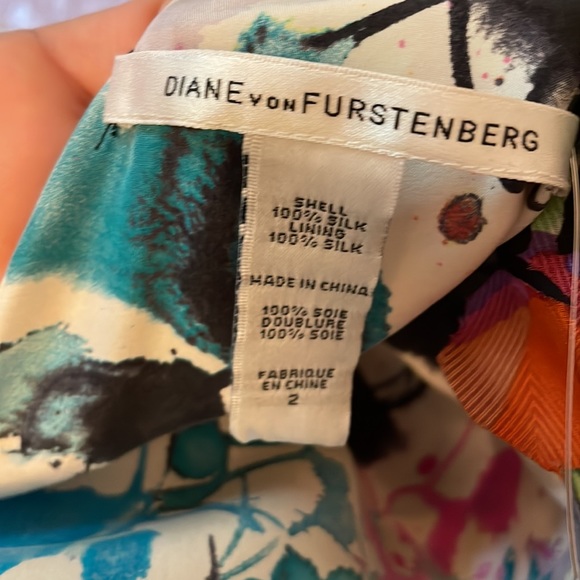 DIANE VON FURSTENBERG
SHELL
100% SILK
LINING
100% SILK
MADE IN CHINA
100% SOIE
DOUBLURE
100% SOIE
FABRIQUE
EN CHINE
2